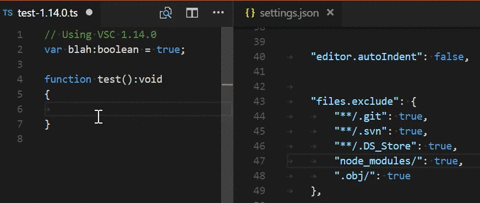 test-1.14.0.ts
1 // Using VSC 1.14.0
2 var blah:boolean = true;
3
4 function test():void
5 {
6
7 }
8
{ } settings.json
39
40 "editor.autoIndent": false,
41
42
43 "files.exclude": {
44 "**/.git": true,
45 "**/.svn": true,
46 "**/.DS_Store": true,
47 "node_modules/": true,
48 ".obj/": true
49 },